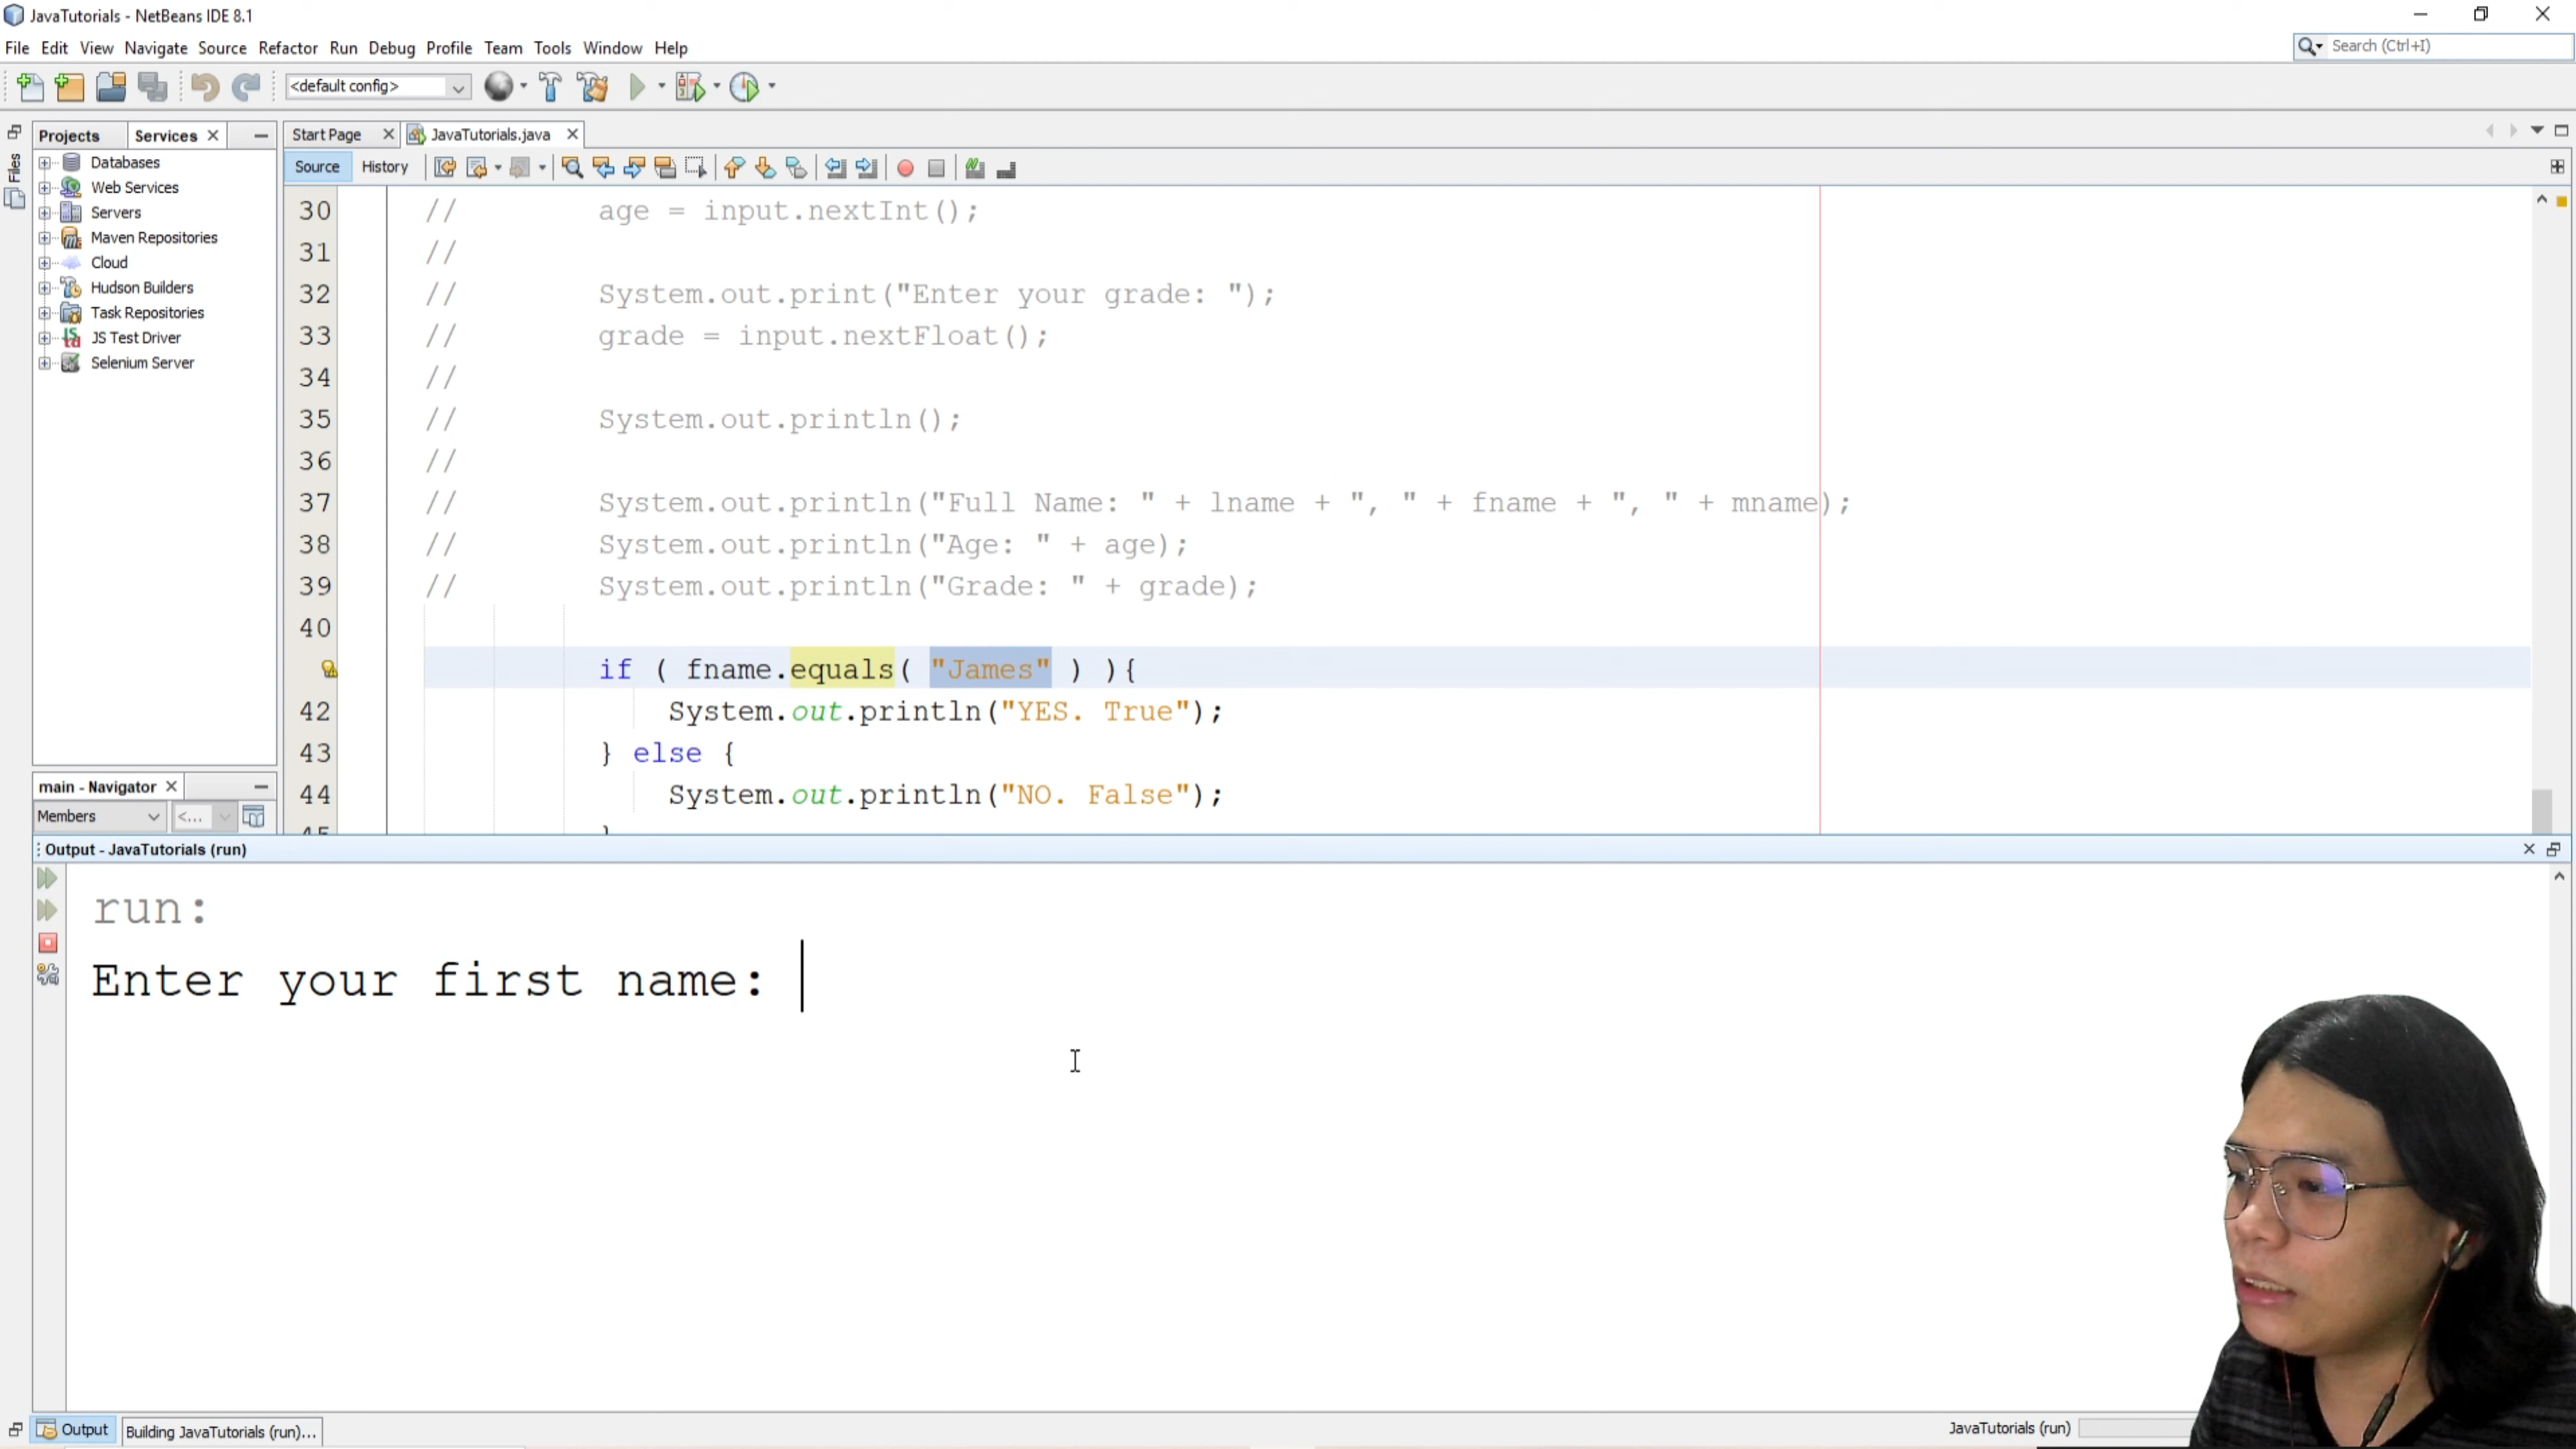 JavaTutorials - NetBeans IDE 8.1
File Edit View Navigate Source Refactor Run Debug Profile Team Tools Window Help
Search (Ctrl+I)
<default config>
Files
Projects Services
Start Page JavaTutorials.java
Source History
Databases
Web Services
Servers
Maven Repositories
Cloud
Hudson Builders
Task Repositories
JS Test Driver
Selenium Server
30 // age = input.nextInt();
31 //
32 // System.out.print("Enter your grade: ");
33 // grade = input.nextFloat();
34 //
35 // System.out.println();
36 //
37 // System.out.println("Full Name: " + lname + ", " + fname + ", " + mname);
38 // System.out.println("Age: " + age);
39 // System.out.println("Grade: " + grade);
40
if ( fname.equals( "James" ) ){
42 System.out.println("YES. True");
43 } else {
44 System.out.println("NO. False");
45 }
main - Navigator
Members <...
Output - JavaTutorials (run)
run:
Enter your first name:
Output Building JavaTutorials (run)...
JavaTutorials (run)